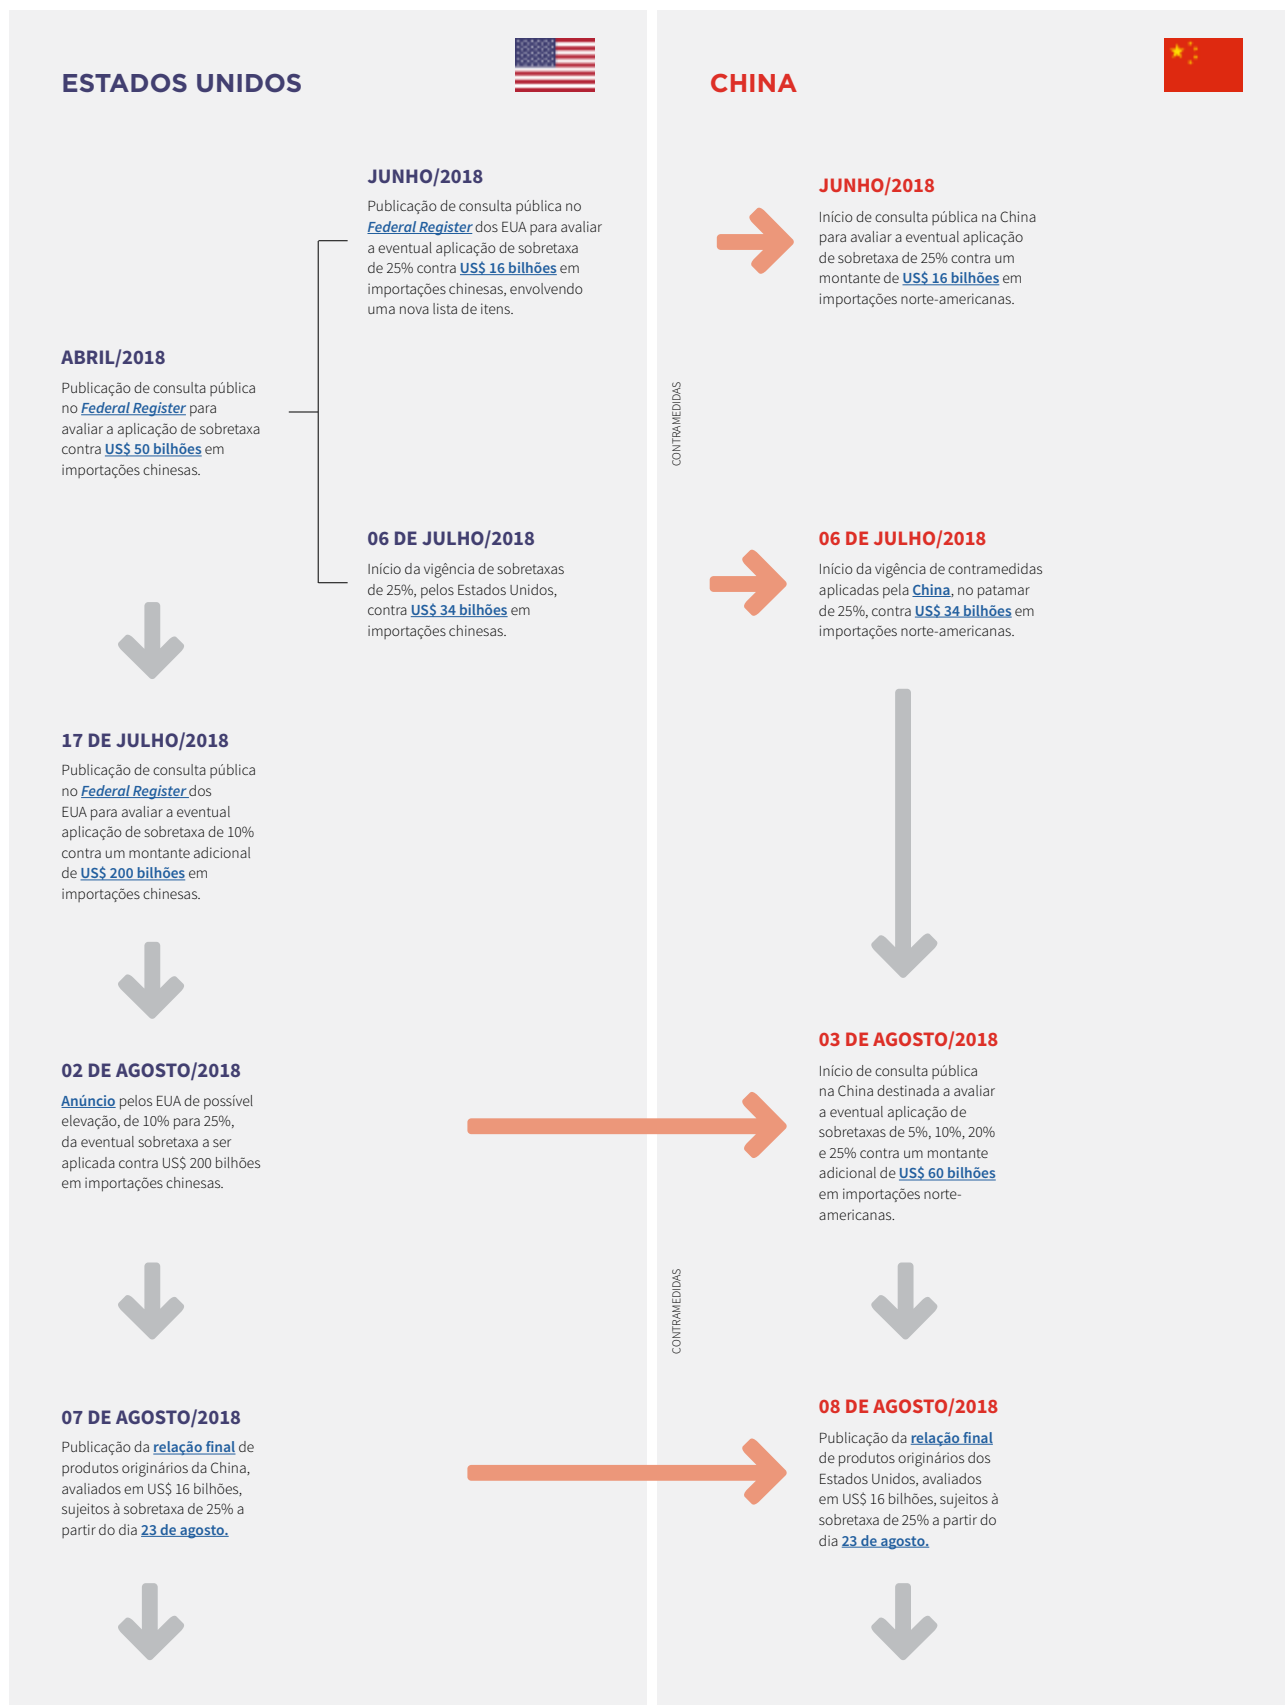 ESTADOS UNIDOS
ABRIL/2018
Publicação de consulta pública
no Federal Register para
avaliar a aplicação de sobretaxa
contra US$ 50 bilhões em
importações chinesas.
JUNHO/2018
Publicação de consulta pública no
Federal Register dos EUA para avaliar
a eventual aplicação de sobretaxa
de 25% contra US$ 16 bilhões em
importações chinesas, envolvendo
uma nova lista de itens.
06 DE JULHO/2018
Início da vigência de sobretaxas
de 25%, pelos Estados Unidos,
contra US$ 34 bilhões em
importações chinesas.
17 DE JULHO/2018
Publicação de consulta pública
no Federal Register dos
EUA para avaliar a eventual
aplicação de sobretaxa de 10%
contra um montante adicional
de US$ 200 bilhões em
importações chinesas.
02 DE AGOSTO/2018
Anúncio pelos EUA de possível
elevação, de 10% para 25%,
da eventual sobretaxa a ser
aplicada contra US$ 200 bilhões
em importações chinesas.
07 DE AGOSTO/2018
Publicação da relação final de
produtos originários da China,
avaliados em US$ 16 bilhões,
sujeitos à sobretaxa de 25% a
partir do dia 23 de agosto.
CHINA
CONTRAMEDIDAS
JUNHO/2018
Início de consulta pública na China
para avaliar a eventual aplicação
de sobretaxa de 25% contra um
montante de US$ 16 bilhões em
importações norte-americanas.
06 DE JULHO/2018
Início da vigência de contramedidas
aplicadas pela China, no patamar
de 25%, contra US$ 34 bilhões em
importações norte-americanas.
CONTRAMEDIDAS
03 DE AGOSTO/2018
Início de consulta pública
na China destinada a avaliar
a eventual aplicação de
sobretaxas de 5%, 10%, 20%
e 25% contra um montante
adicional de US$ 60 bilhões
em importações norte-
americanas.
08 DE AGOSTO/2018
Publicação da relação final
de produtos originários dos
Estados Unidos, avaliados
em US$ 16 bilhões, sujeitos à
sobretaxa de 25% a partir do
dia 23 de agosto.